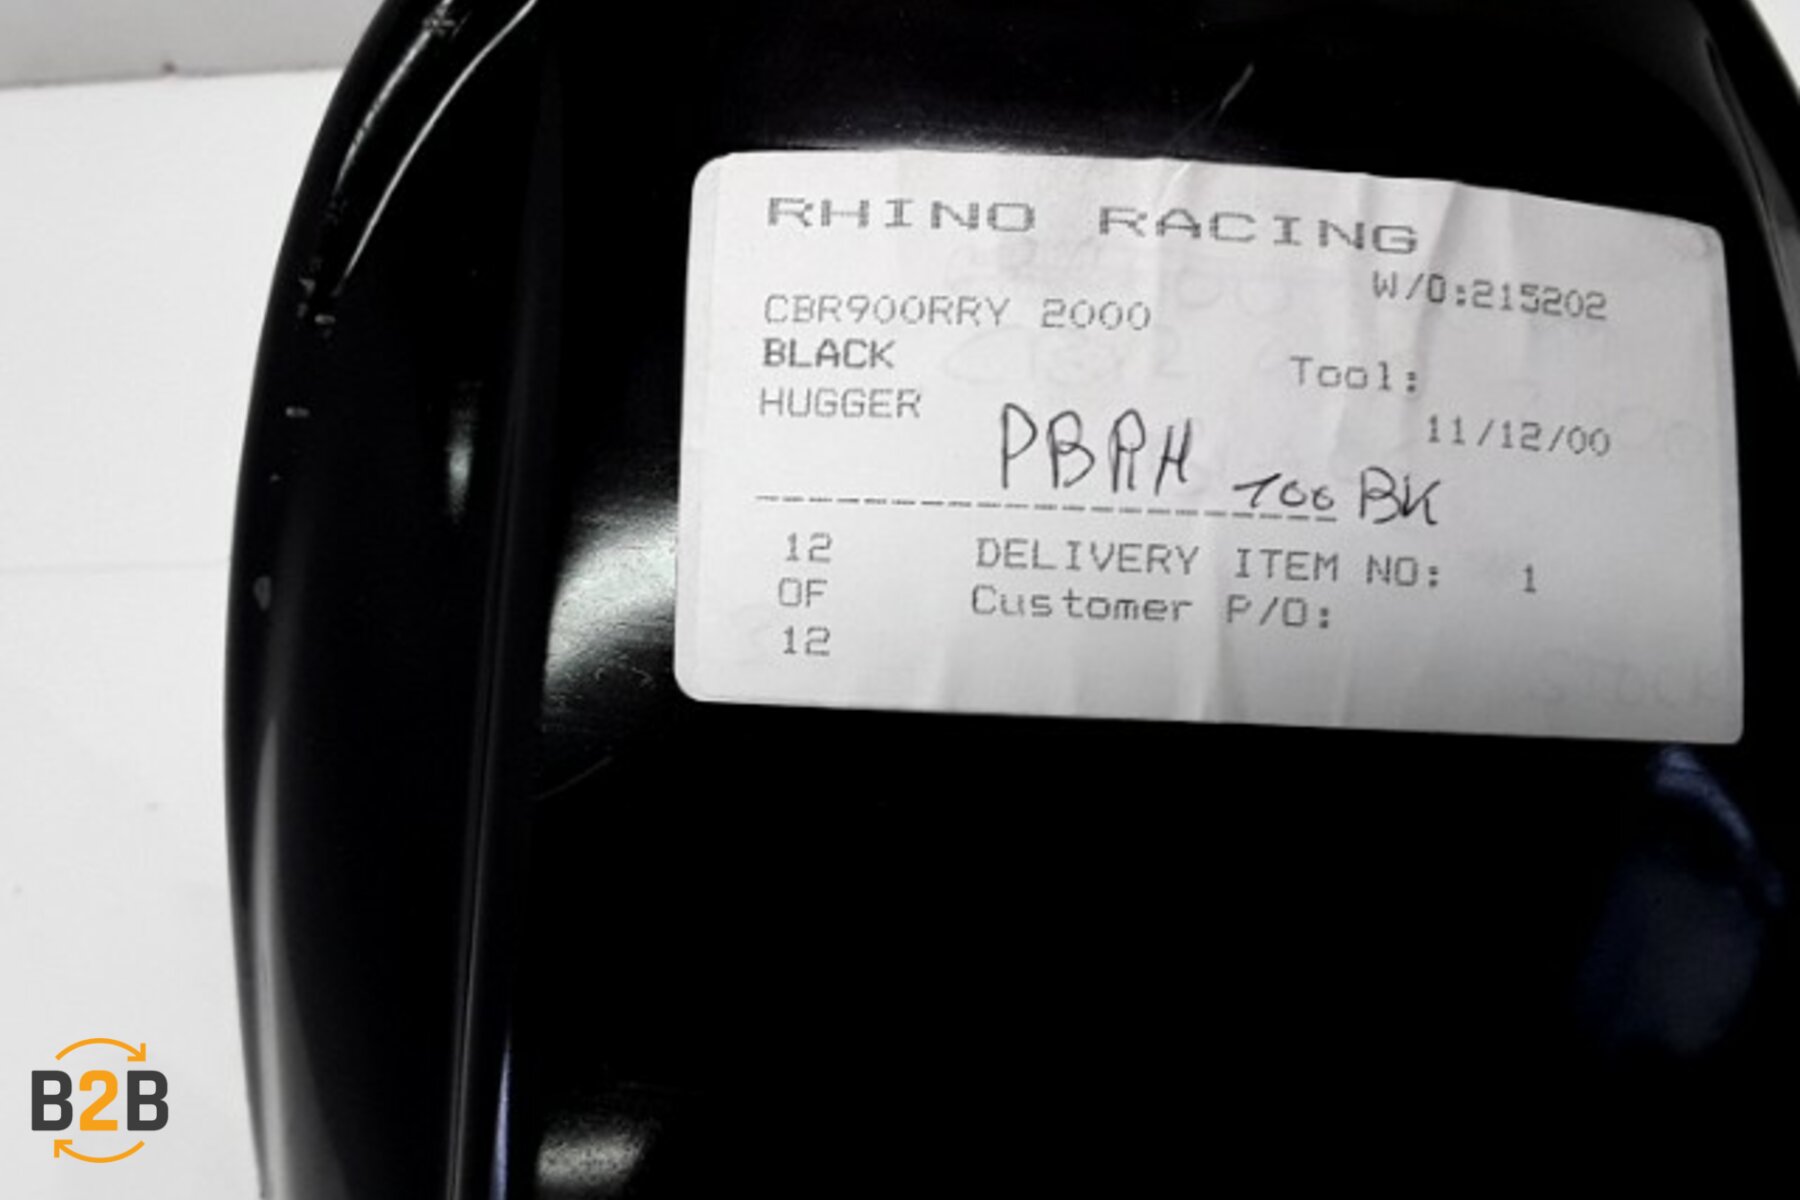 RHINO RACING
W/O:215202
CBR900RRY 2000
BLACK
Tool:
HUGGER
11/12/00
PBRH 100 BK
12 DELIVERY ITEM NO: 1
OF Customer P/O:
12
B2B